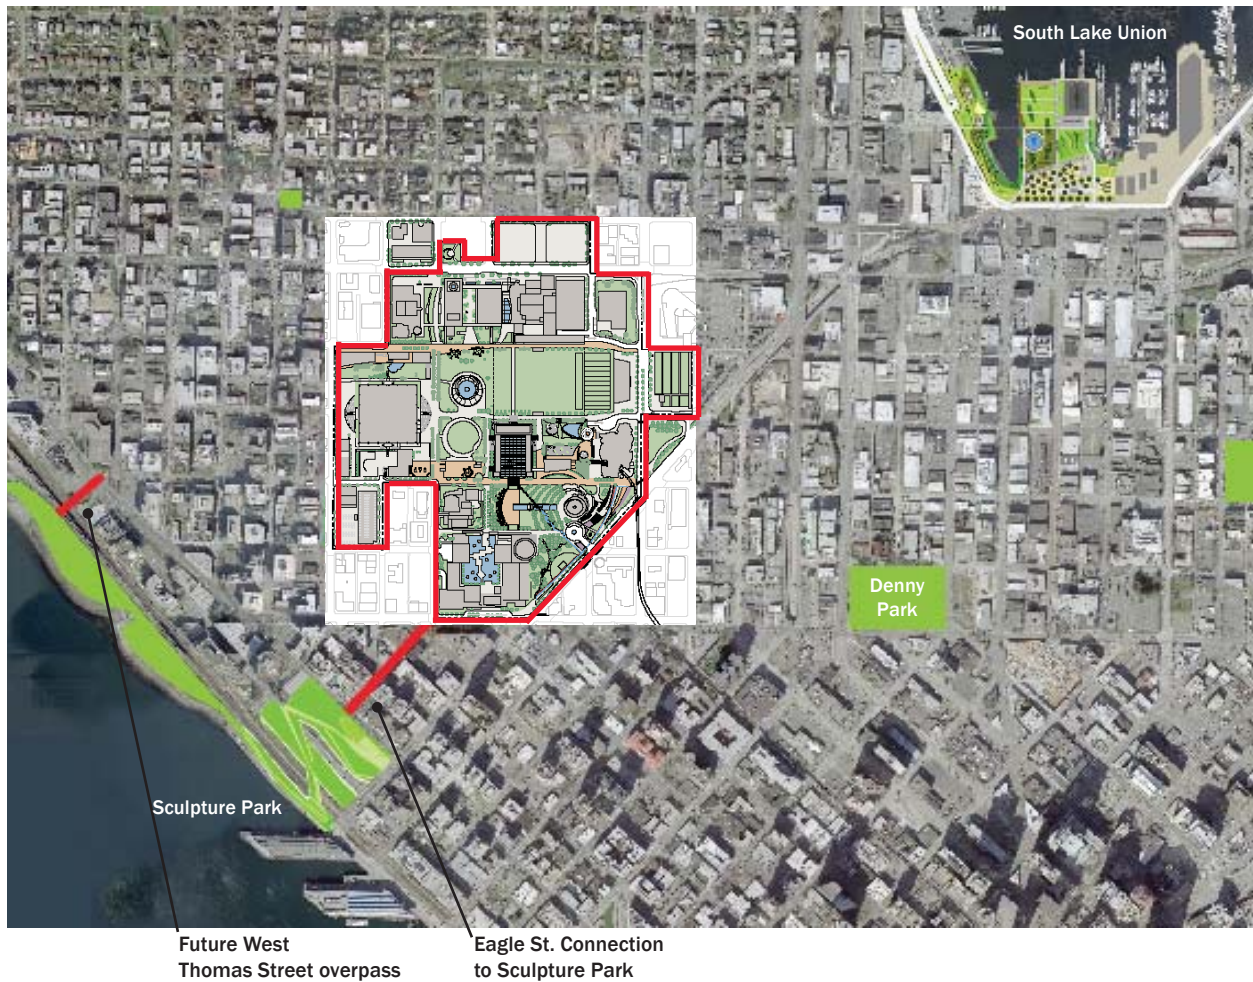 South Lake Union
Denny
Park
Sculpture Park
Future West
Thomas Street overpass
Eagle St. Connection
to Sculpture Park